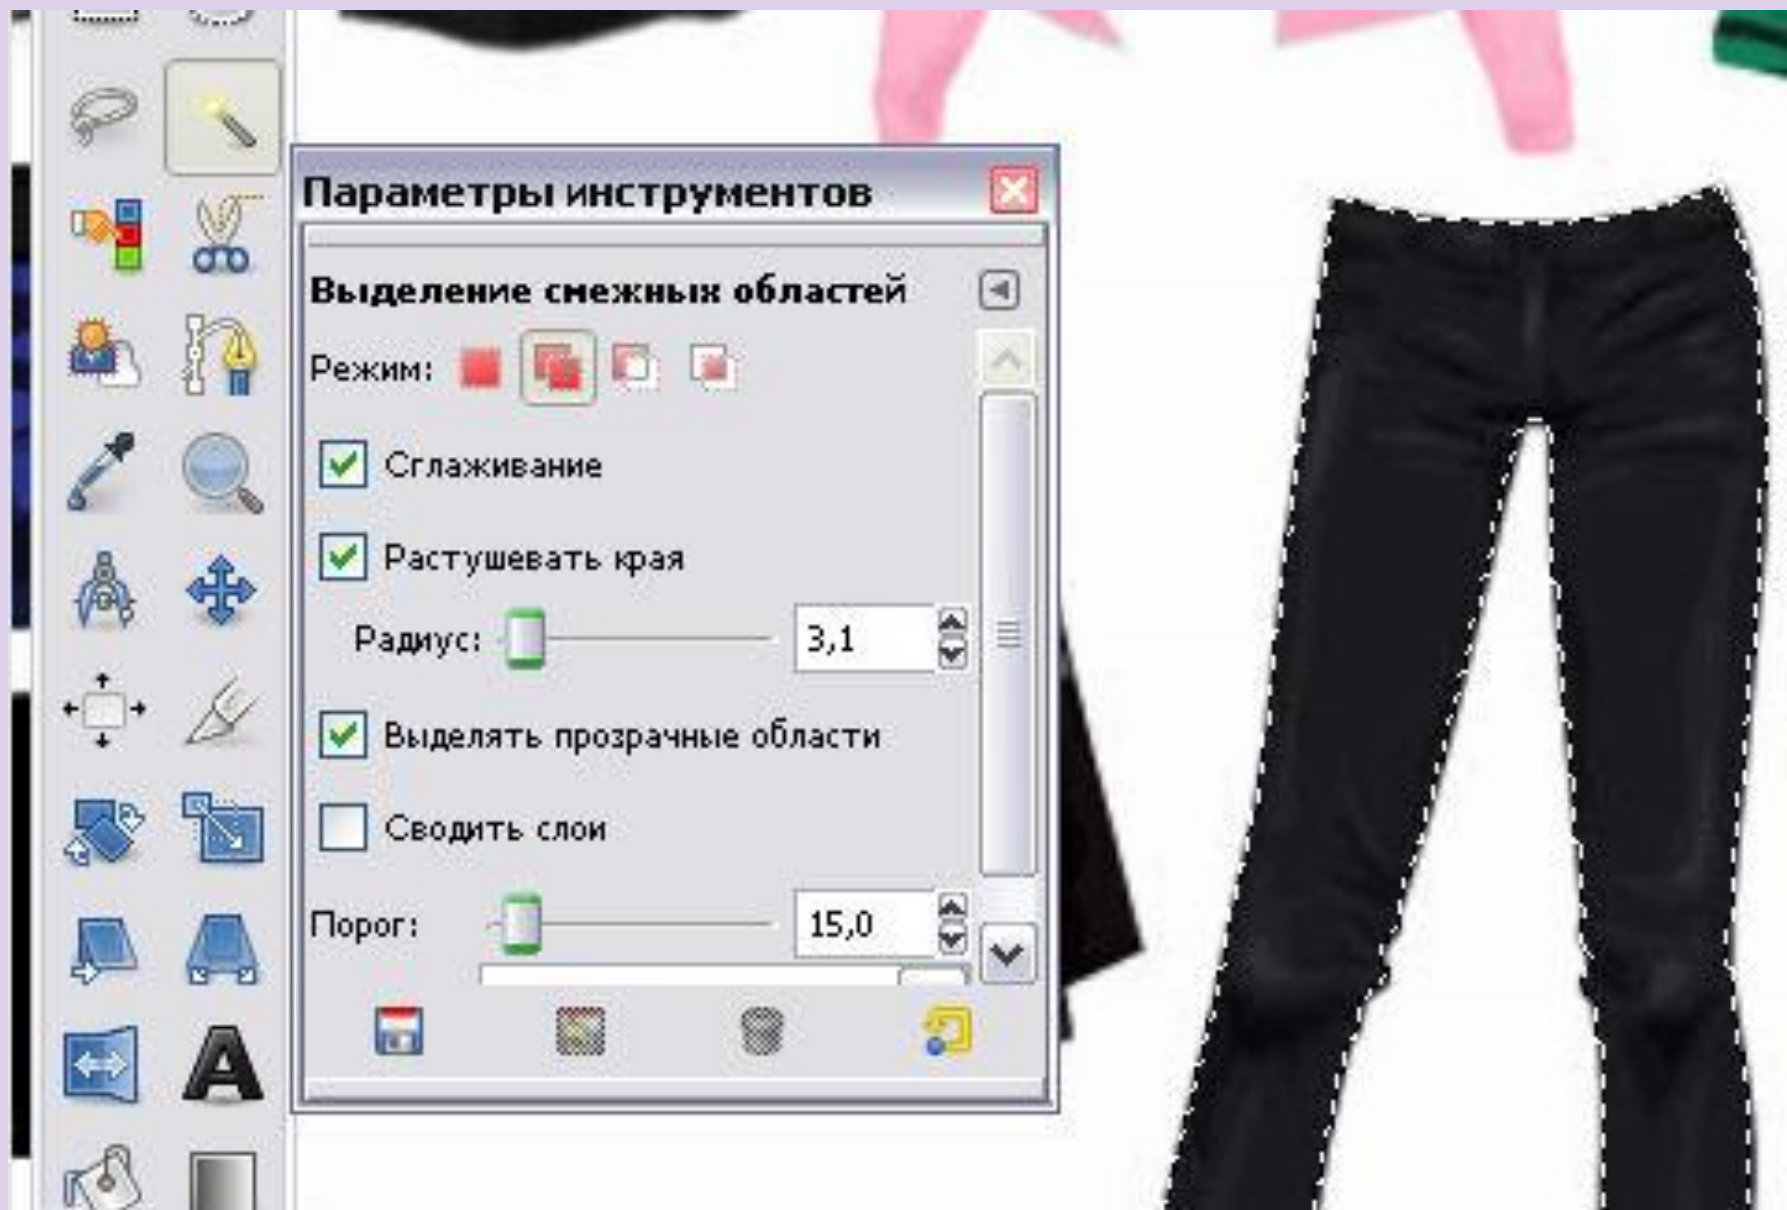 Параметры инструментов
Выделение смежных областей
Режим:
Сглаживание
Растушевать края
Радиус: 3,1
Выделять прозрачные области
Сводить слои
Порог: 15,0